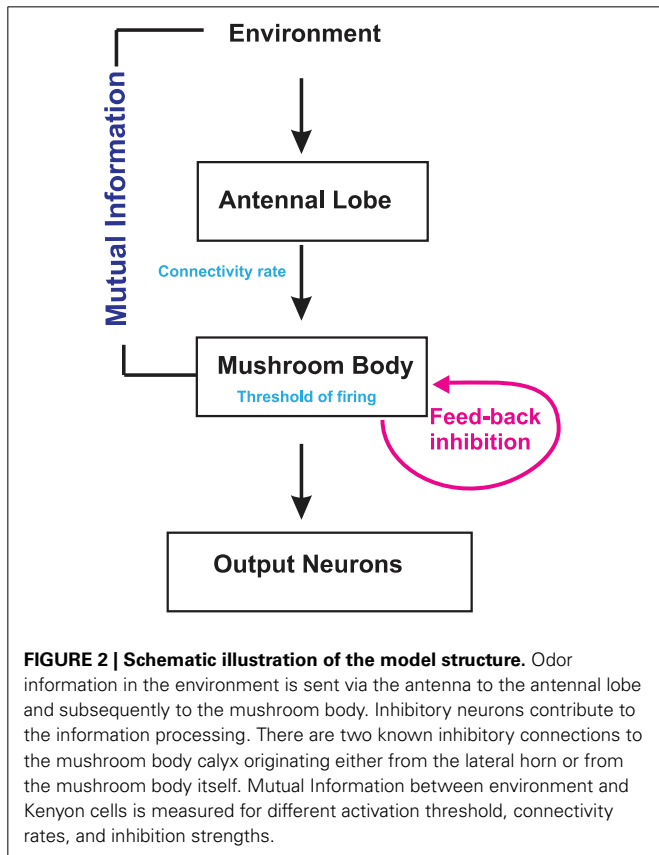 Environment
Mutual Information
Antennal Lobe
Connectivity rate
Mushroom Body
Threshold of firing
Feed-back
inhibition
Output Neurons
FIGURE 2 | Schematic illustration of the model structure. Odor
information in the environment is sent via the antenna to the antennal lobe
and subsequently to the mushroom body. Inhibitory neurons contribute to
the information processing. There are two known inhibitory connections to
the mushroom body calyx originating either from the lateral horn or from
the mushroom body itself. Mutual Information between environment and
Kenyon cells is measured for different activation threshold, connectivity
rates, and inhibition strengths.